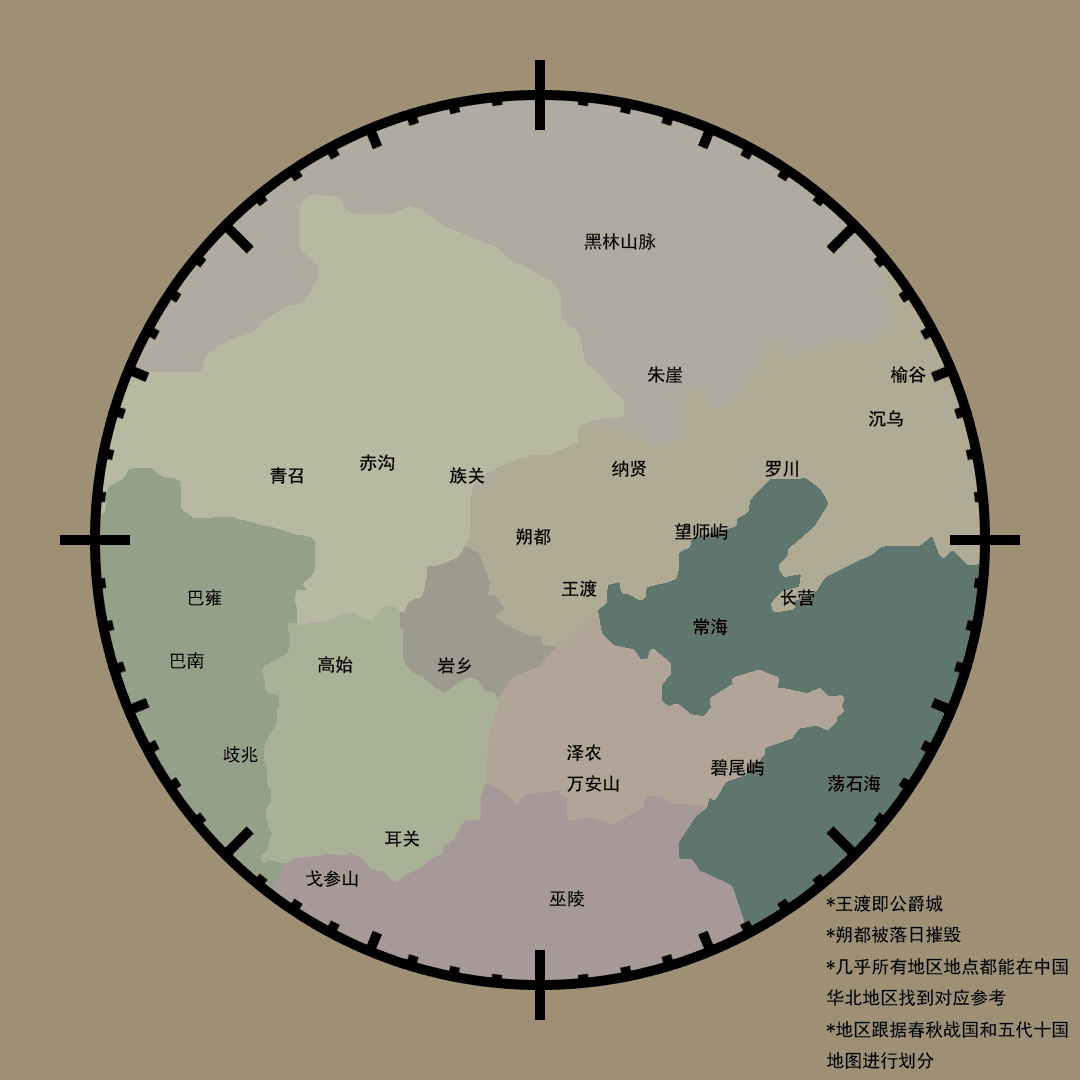 黑林山脉
朱崖
榆谷
沉乌
青召
赤沟
族关
纳贤
罗川
朔都
望师屿
王渡
巴雍
长营
常海
巴南
高始
岩乡
歧兆
泽农
万安山
碧尾屿
荡石海
耳关
戈参山
巫陵
*王渡即公爵城
*朔都被落日摧毁
*几乎所有地区地点都能在中国
华北地区找到对应参考
*地区跟据春秋战国和五代十国
地图进行划分